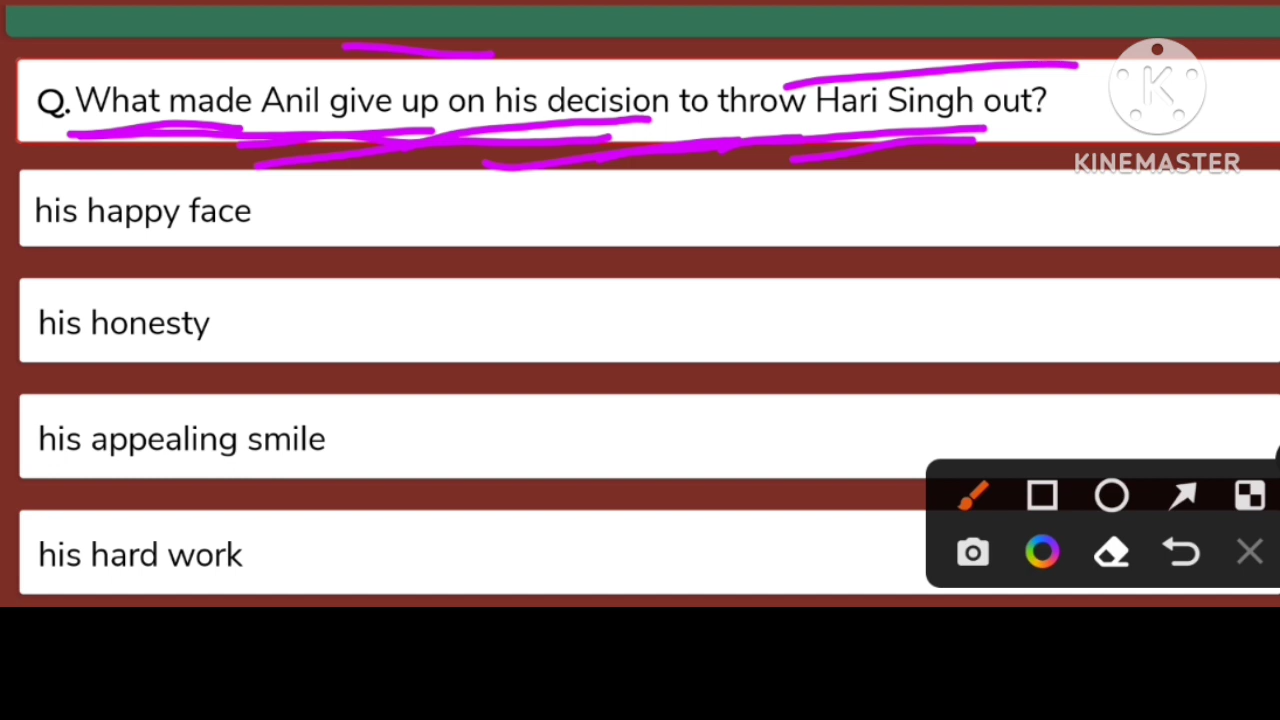 Q. What made Anil give up on his decision to throw Hari Singh out?
K
KINEMASTER
his happy face
his honesty
his appealing smile
his hard work